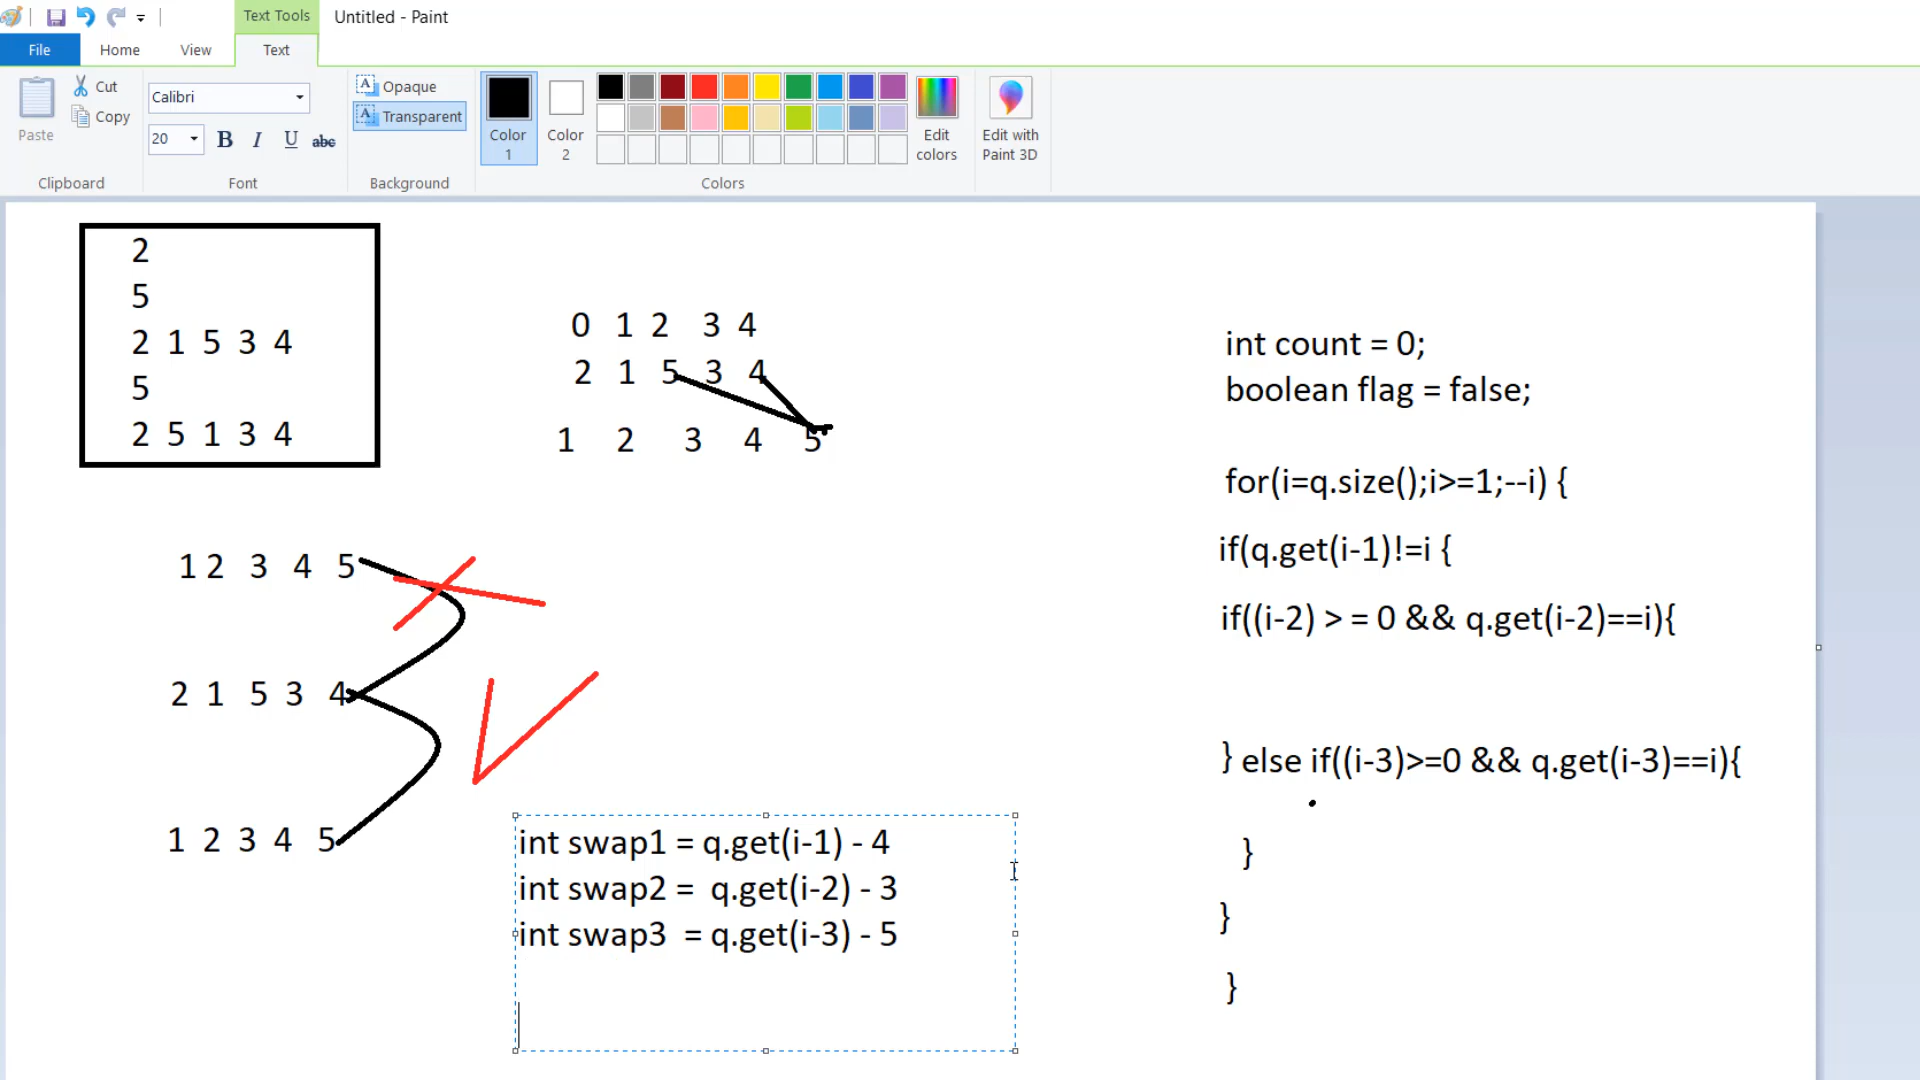 Text Tools
Untitled - Paint
File
Home
View
Text
Paste
Cut
Copy
Clipboard
Calibri
20
B I U abc
Font
Opaque
Transparent
Background
Color 1
Color 2
Colors
Edit colors
Edit with Paint 3D
2
5
2 1 5 3 4
5
2 5 1 3 4
0 1 2 3 4
2 1 5 3 4
1 2 3 4 5
1 2 3 4 5
2 1 5 3 4
1 2 3 4 5
int swap1 = q.get(i-1) - 4
int swap2 = q.get(i-2) - 3
int swap3 = q.get(i-3) - 5
int count = 0;
boolean flag = false;
for(i=q.size();i>=1;--i) {
if(q.get(i-1)!=i {
if((i-2) > = 0 && q.get(i-2)==i){
} else if((i-3)>=0 && q.get(i-3)==i){
}
}
}